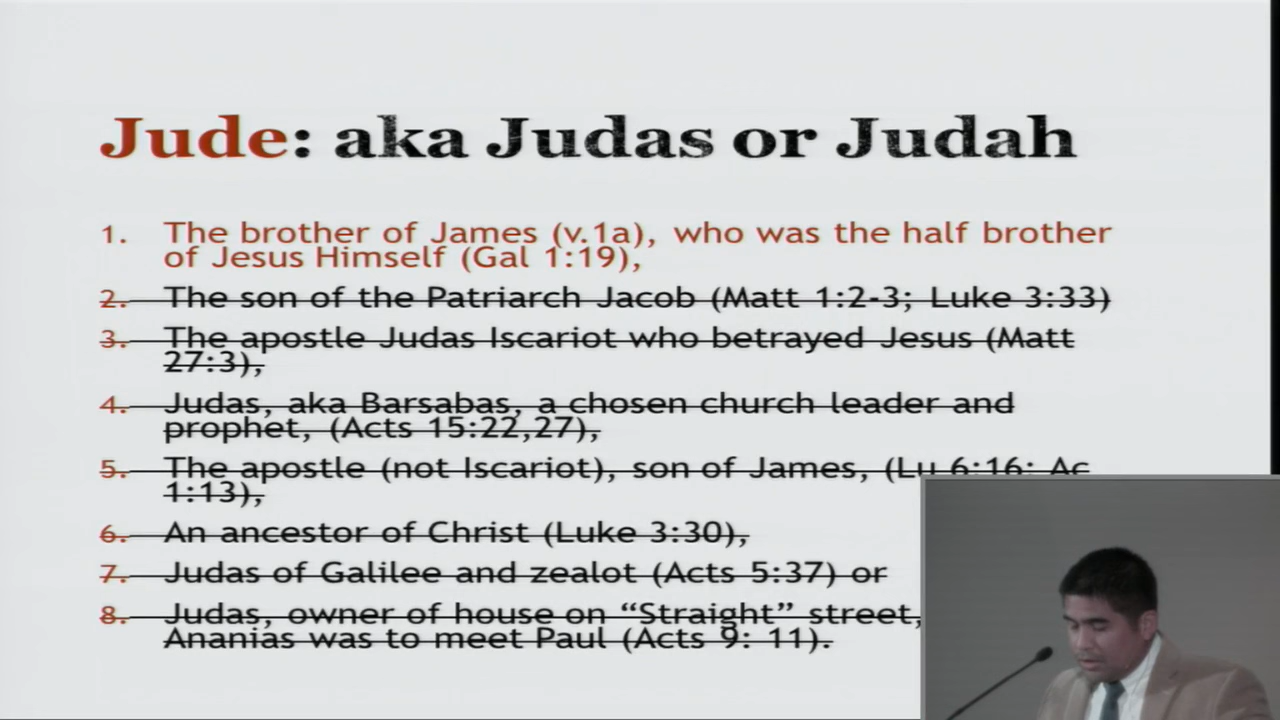 Jude: aka Judas or Judah
1. The brother of James (v.1a), who was the half brother
of Jesus Himself (Gal 1:19),
2. The son of the Patriarch Jacob (Matt 1:2-3; Luke 3:33)
3. The apostle Judas Iscariot who betrayed Jesus (Matt
27:3),
4. Judas, aka Barsabas, a chosen church leader and
prophet, (Acts 15:22,27),
5. The apostle (not Iscariot), son of James, (Lu 6:16; Ac
1:13),
6. An ancestor of Christ (Luke 3:30),
7. Judas of Galilee and zealot (Acts 5:37) or
8. Judas, owner of house on “Straight” street,
Ananias was to meet Paul (Acts 9: 11).